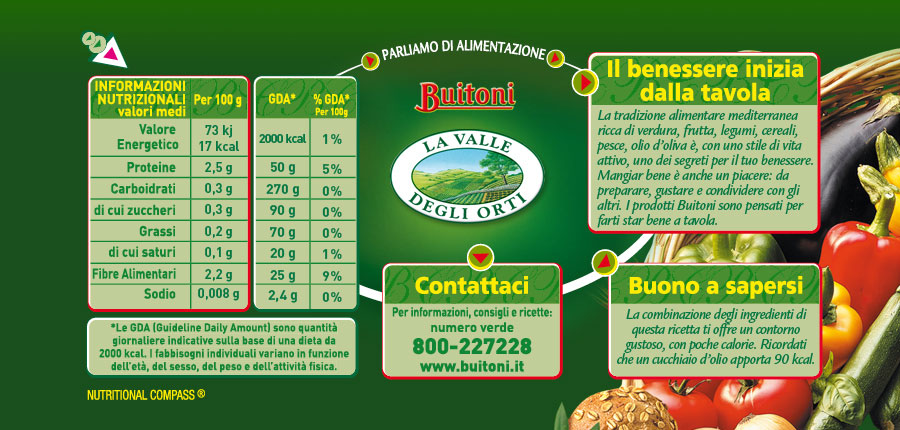 PARLIAMO DI ALIMENTAZIONE
INFORMAZIONI
NUTRIZIONALI
valori medi
Per 100 g
GDA*
% GDA*
Per 100g
Valore
Energetico
73 kj
17 kcal
2000 kcal
1%
Proteine 2,5 g 50 g 5%
Carboidrati 0,3 g 270 g 0%
di cui zuccheri 0,3 g 90 g 0%
Grassi 0,2 g 70 g 0%
di cui saturi 0,1 g 20 g 1%
Fibre Alimentari 2,2 g 25 g 9%
Sodio 0,008 g 2,4 g 0%
*Le GDA (Guideline Daily Amount) sono quantità
giornaliere indicative sulla base di una dieta da
2000 kcal. I fabbisogni individuali variano in funzione
dell'età, del sesso, del peso e dell'attività fisica.
NUTRITIONAL COMPASS ®
Buitoni
LA VALLE
DEGLI ORTI
Contattaci
Per informazioni, consigli e ricette:
numero verde
800-227228
www.buitoni.it
Il benessere inizia
dalla tavola
La tradizione alimentare mediterranea
ricca di verdura, frutta, legumi, cereali,
pesce, olio d'oliva è, con uno stile di vita
attivo, uno dei segreti per il tuo benessere.
Mangiar bene è anche un piacere: da
preparare, gustare e condividere con gli
altri. I prodotti Buitoni sono pensati per
farti star bene a tavola.
Buono a sapersi
La combinazione degli ingredienti di
questa ricetta ti offre un contorno
gustoso, con poche calorie. Ricordati
che un cucchiaio d'olio apporta 90 kcal.